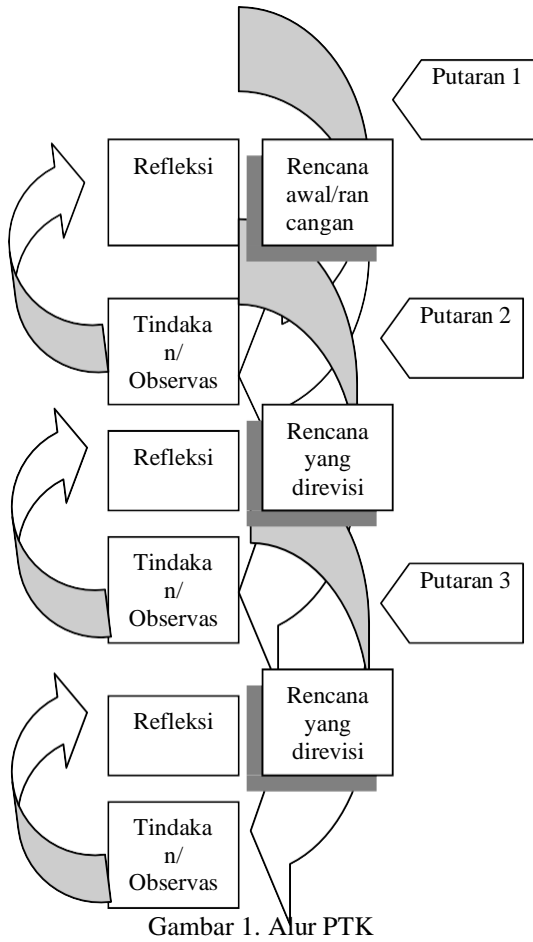 Putaran 1
Refleksi
Rencana
awal/ran
cangan
Tindaka
n/
Observas
Putaran 2
Refleksi
Rencana
yang
direvisi
Tindaka
n/
Observas
Putaran 3
Refleksi
Rencana
yang
direvisi
Tindaka
n/
Observas
Gambar 1. Alur PTK